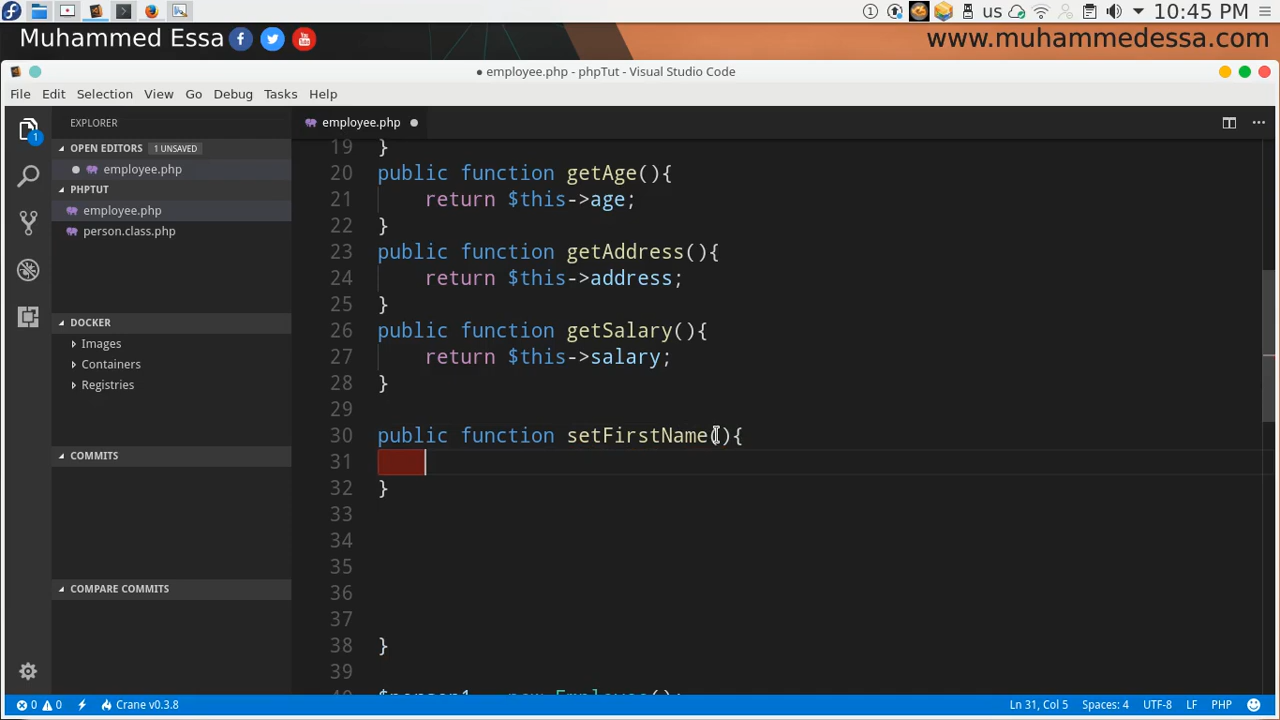 us
10:45 PM
Muhammed Essa
www.muhammedessa.com
● employee.php - phpTut - Visual Studio Code
File Edit Selection View Go Debug Tasks Help
EXPLORER
employee.php ●
OPEN EDITORS 1 UNSAVED
● employee.php
PHPTUT
employee.php
person.class.php
DOCKER
Images
Containers
Registries
COMMITS
COMPARE COMMITS
19 }
20 public function getAge(){
21 return $this->age;
22 }
23 public function getAddress(){
24 return $this->address;
25 }
26 public function getSalary(){
27 return $this->salary;
28 }
29
30 public function setFirstName(){
31
32 }
33
34
35
36
37
38 }
39
40 $person1 = new Employee();
0 0 Crane v0.3.8 Ln 31, Col 5 Spaces: 4 UTF-8 LF PHP